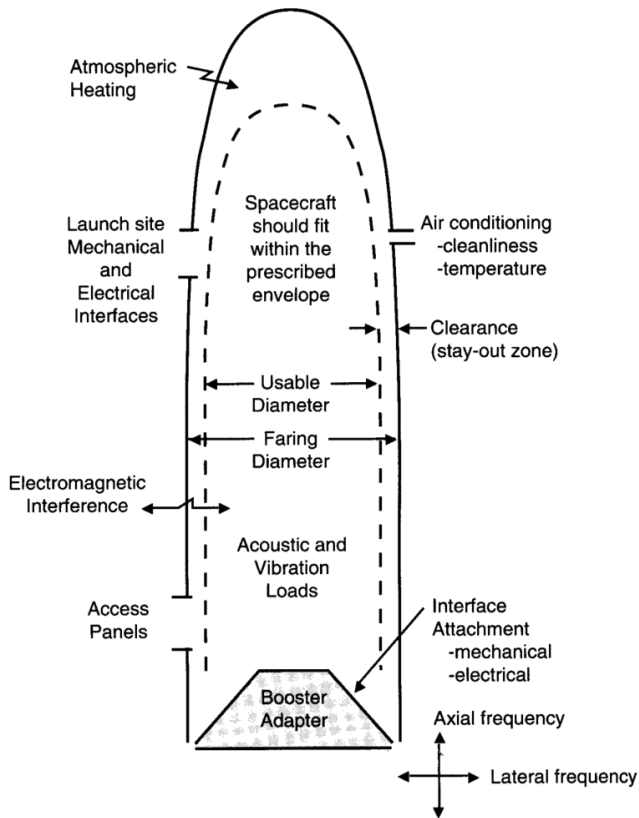 Atmospheric
Heating
Spacecraft
should fit
within the
prescribed
envelope
Launch site
Mechanical
and
Electrical
Interfaces
Air conditioning
-cleanliness
-temperature
Clearance
(stay-out zone)
Usable
Diameter
Faring
Diameter
Electromagnetic
Interference
Acoustic and
Vibration
Loads
Access
Panels
Interface
Attachment
-mechanical
-electrical
Booster
Adapter
Axial frequency
Lateral frequency